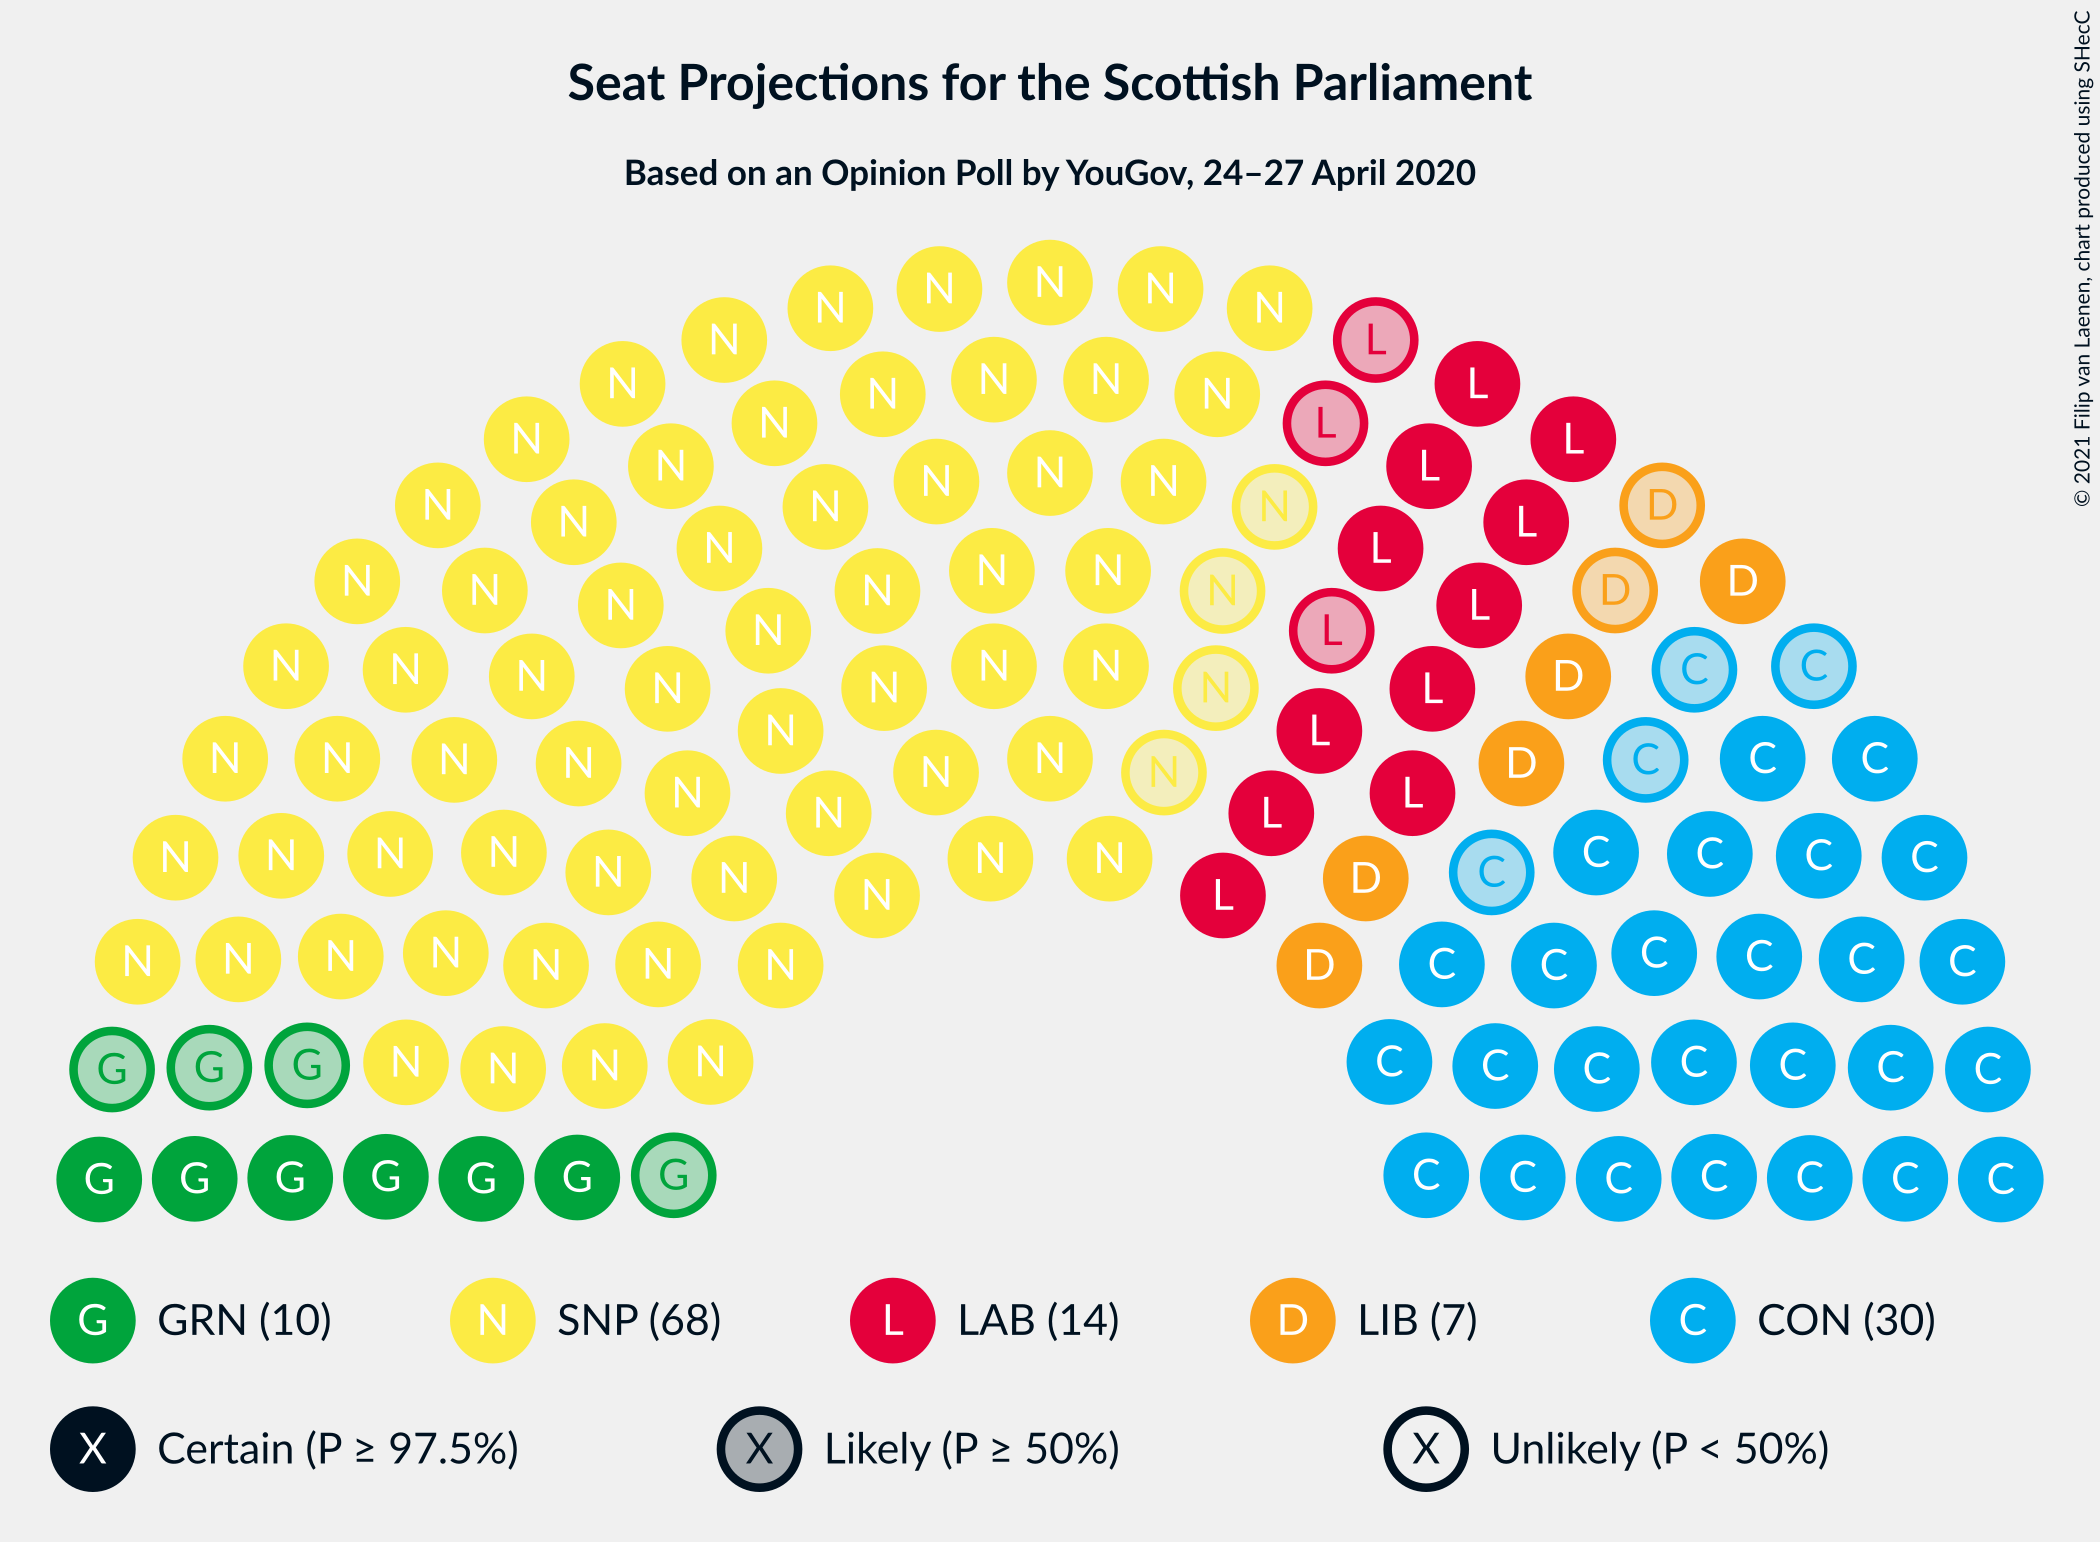 Seat Projections for the Scottish Parliament
Based on an Opinion Poll by YouGov, 24–27 April 2020
© 2021 Filip van Laenen, chart produced using SHecC
N N N N N
N N L
N N N N N N L L
N N N L L
N N N N N N L
N N N N L D
N N N N N N L L D D
N N N L
N N N N N N N L D C C
N N N L D
N N N N N N N L D C C C
N N N L L
N N N N N N N N N L D C C C C C
N N N N N N N D C C C C C C
G G G N N N N C C C C C C C
G G G G G G G C C C C C C C
G GRN (10) N SNP (68) L LAB (14) D LIB (7) C CON (30)
X Certain (P ≥ 97.5%) X Likely (P ≥ 50%) X Unlikely (P < 50%)